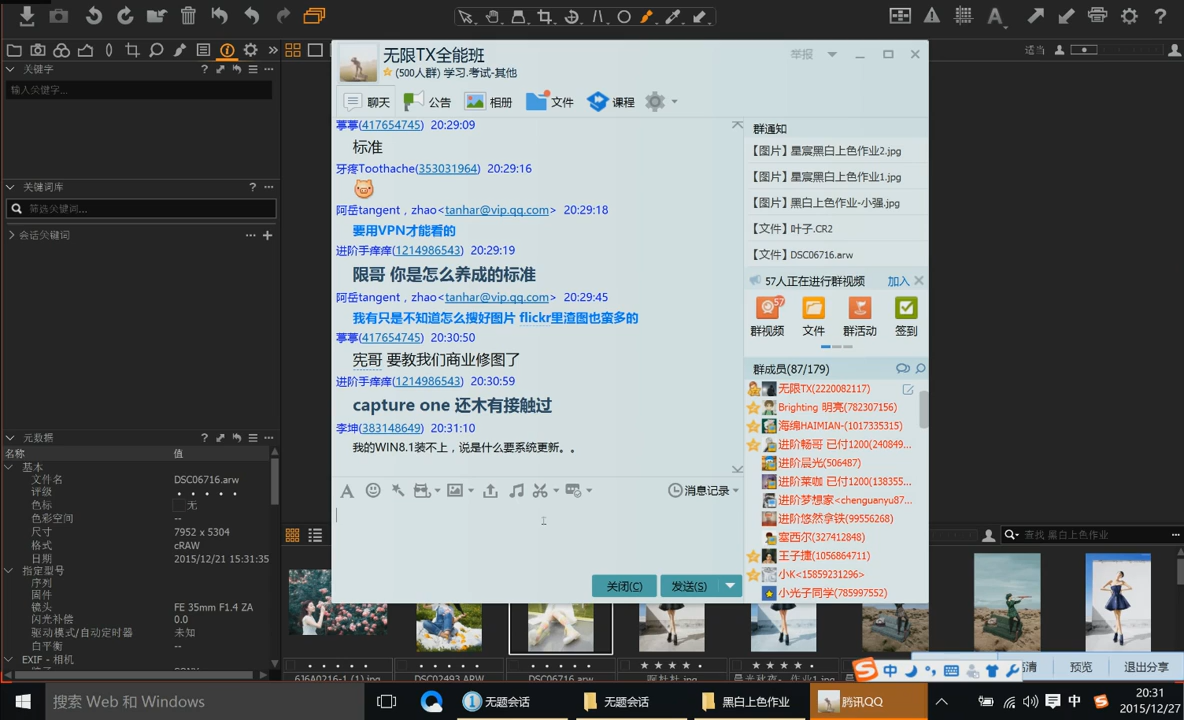 适当
关键字
输入关键字...
关键词库
筛选关键词...
会话关键词
元数据
名称
值
基本
文件名
DSC06716.arw
评级
色标
无
色彩空间
--
尺寸
7952 x 5304
格式
cRAW
日期
2015/12/21 15:31:35
指定型号
序列
固件
镜头
FE 35mm F1.4 ZA
闪光补偿
0.0
驱动模式/自动定时器
未知
白平衡
--
EXIF - 相机
无限TX全能班
(500人群) 学习.考试-其他
举报
聊天
公告
相册
文件
课程
(417654745) 20:29:09
标准
牙疼Toothache(353031964) 20:29:16
阿岳tangent，zhao<tanhar@vip.qq.com> 20:29:18
要用VPN才能看的
进阶手痒痒(1214986543) 20:29:19
限哥 你是怎么养成的标准
阿岳tangent，zhao<tanhar@vip.qq.com> 20:29:45
我有只是不知道怎么搜好图片 flickr里渣图也蛮多的
(417654745) 20:30:50
宪哥 要教我们商业修图了
进阶手痒痒(1214986543) 20:30:59
capture one 还木有接触过
李坤(383148649) 20:31:10
我的WIN8.1装不上，说是什么要系统更新。。
消息记录
关闭(C)
发送(S)
群通知
【图片】星宸黑白上色作业2.jpg
【图片】星宸黑白上色作业1.jpg
【图片】黑白上色作业-小强.jpg
【文件】叶子.CR2
【文件】DSC06716.arw
57人正在进行群视频
加入
57
群视频
文件
群活动
签到
群成员(87/179)
无限TX(2220082117)
Brighting 明亮(782307156)
海绵HAIMIAN-(1017335315)
进阶畅哥 已付1200(240849...
进阶晨光(506487)
进阶莱咖 已付1200(138355...
进阶梦想家<chenguanyu87...
进阶悠然拿铁(99556268)
塞西尔(327412848)
王子捷(1056864711)
小K<15859231296>
小光子同学(785997552)
查找 黑白上色作业
636A0216-1 (1).jpg
DSC02493.ARW
DSC06716.arw
中
清
预览
退出分享
搜索 Web 和 Windows
无题会话
无题会话
黑白上色作业
腾讯QQ
中
20:31
2015/12/27